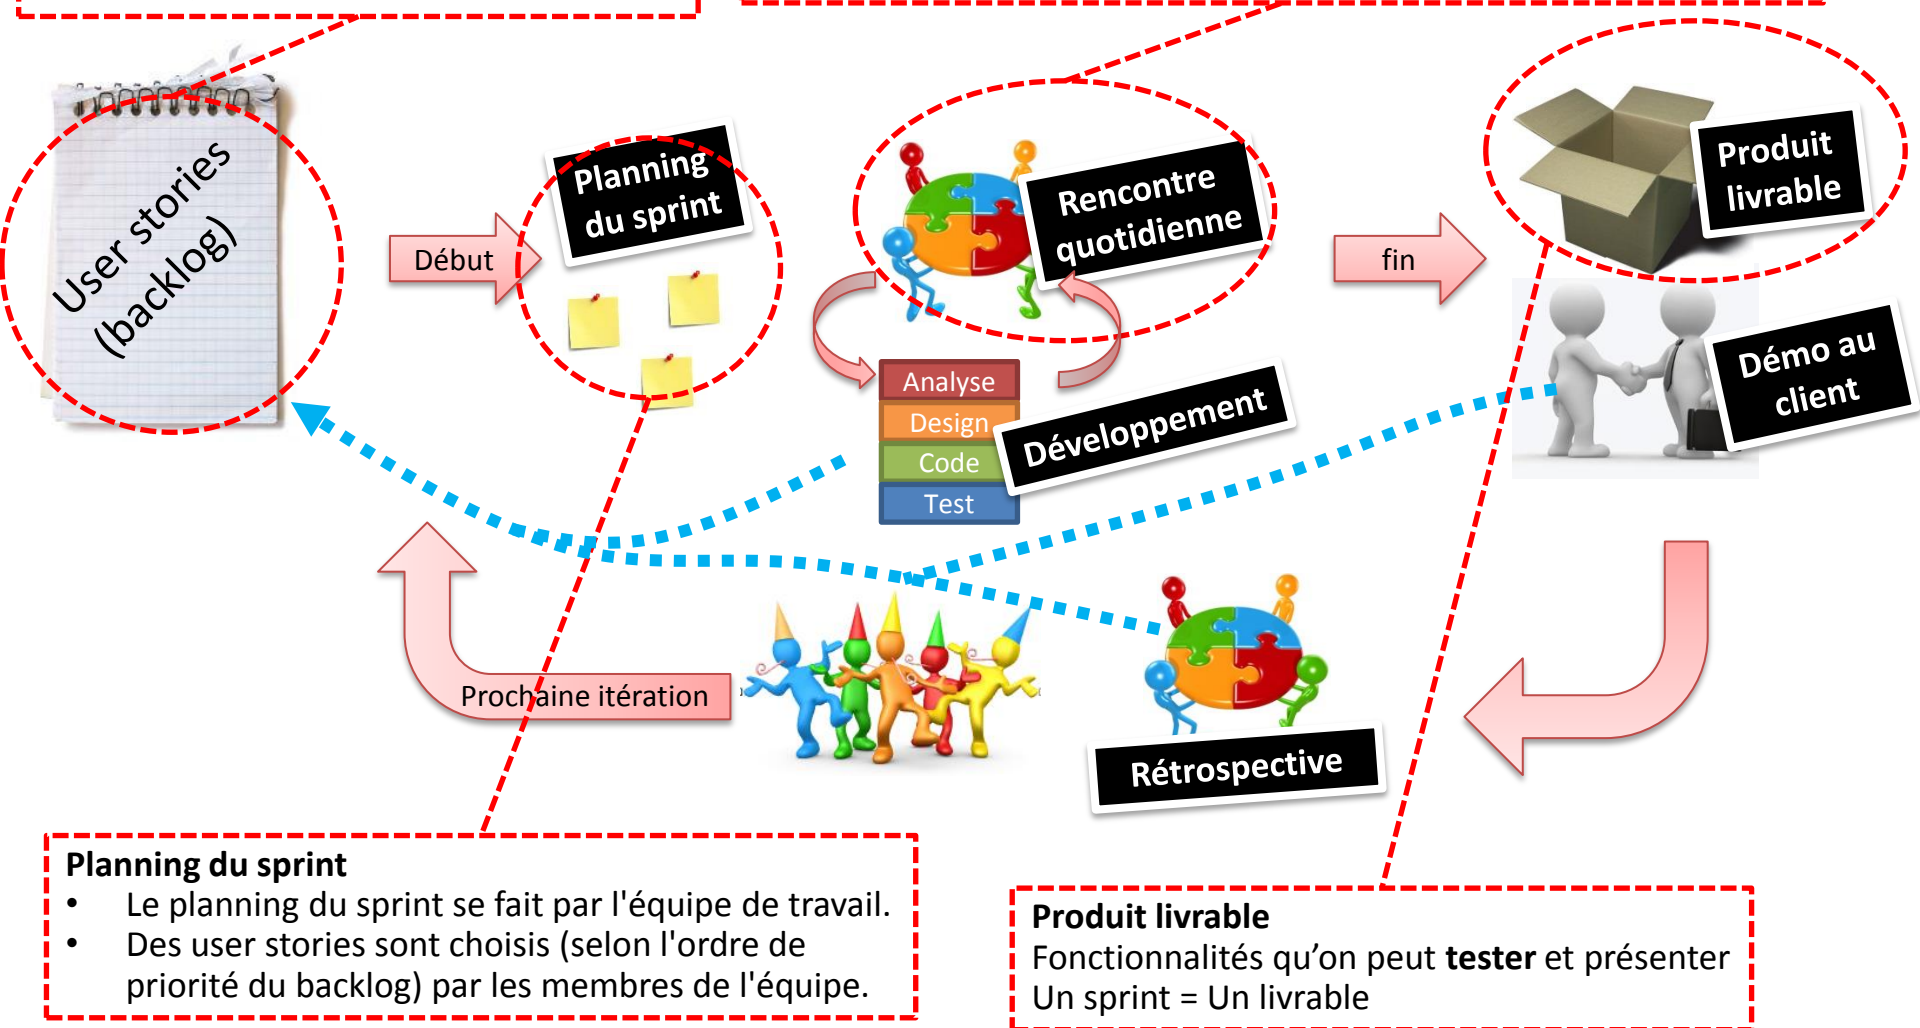 User stories
(backlog)
Début
Planning
du sprint
Rencontre
quotidienne
fin
Produit
livrable
Démo au
client
Analyse
Design
Code
Test
Développement
Prochaine itération
Rétrospective
Planning du sprint
• Le planning du sprint se fait par l'équipe de travail.
• Des user stories sont choisis (selon l'ordre de
priorité du backlog) par les membres de l'équipe.
Produit livrable
Fonctionnalités qu’on peut tester et présenter
Un sprint = Un livrable